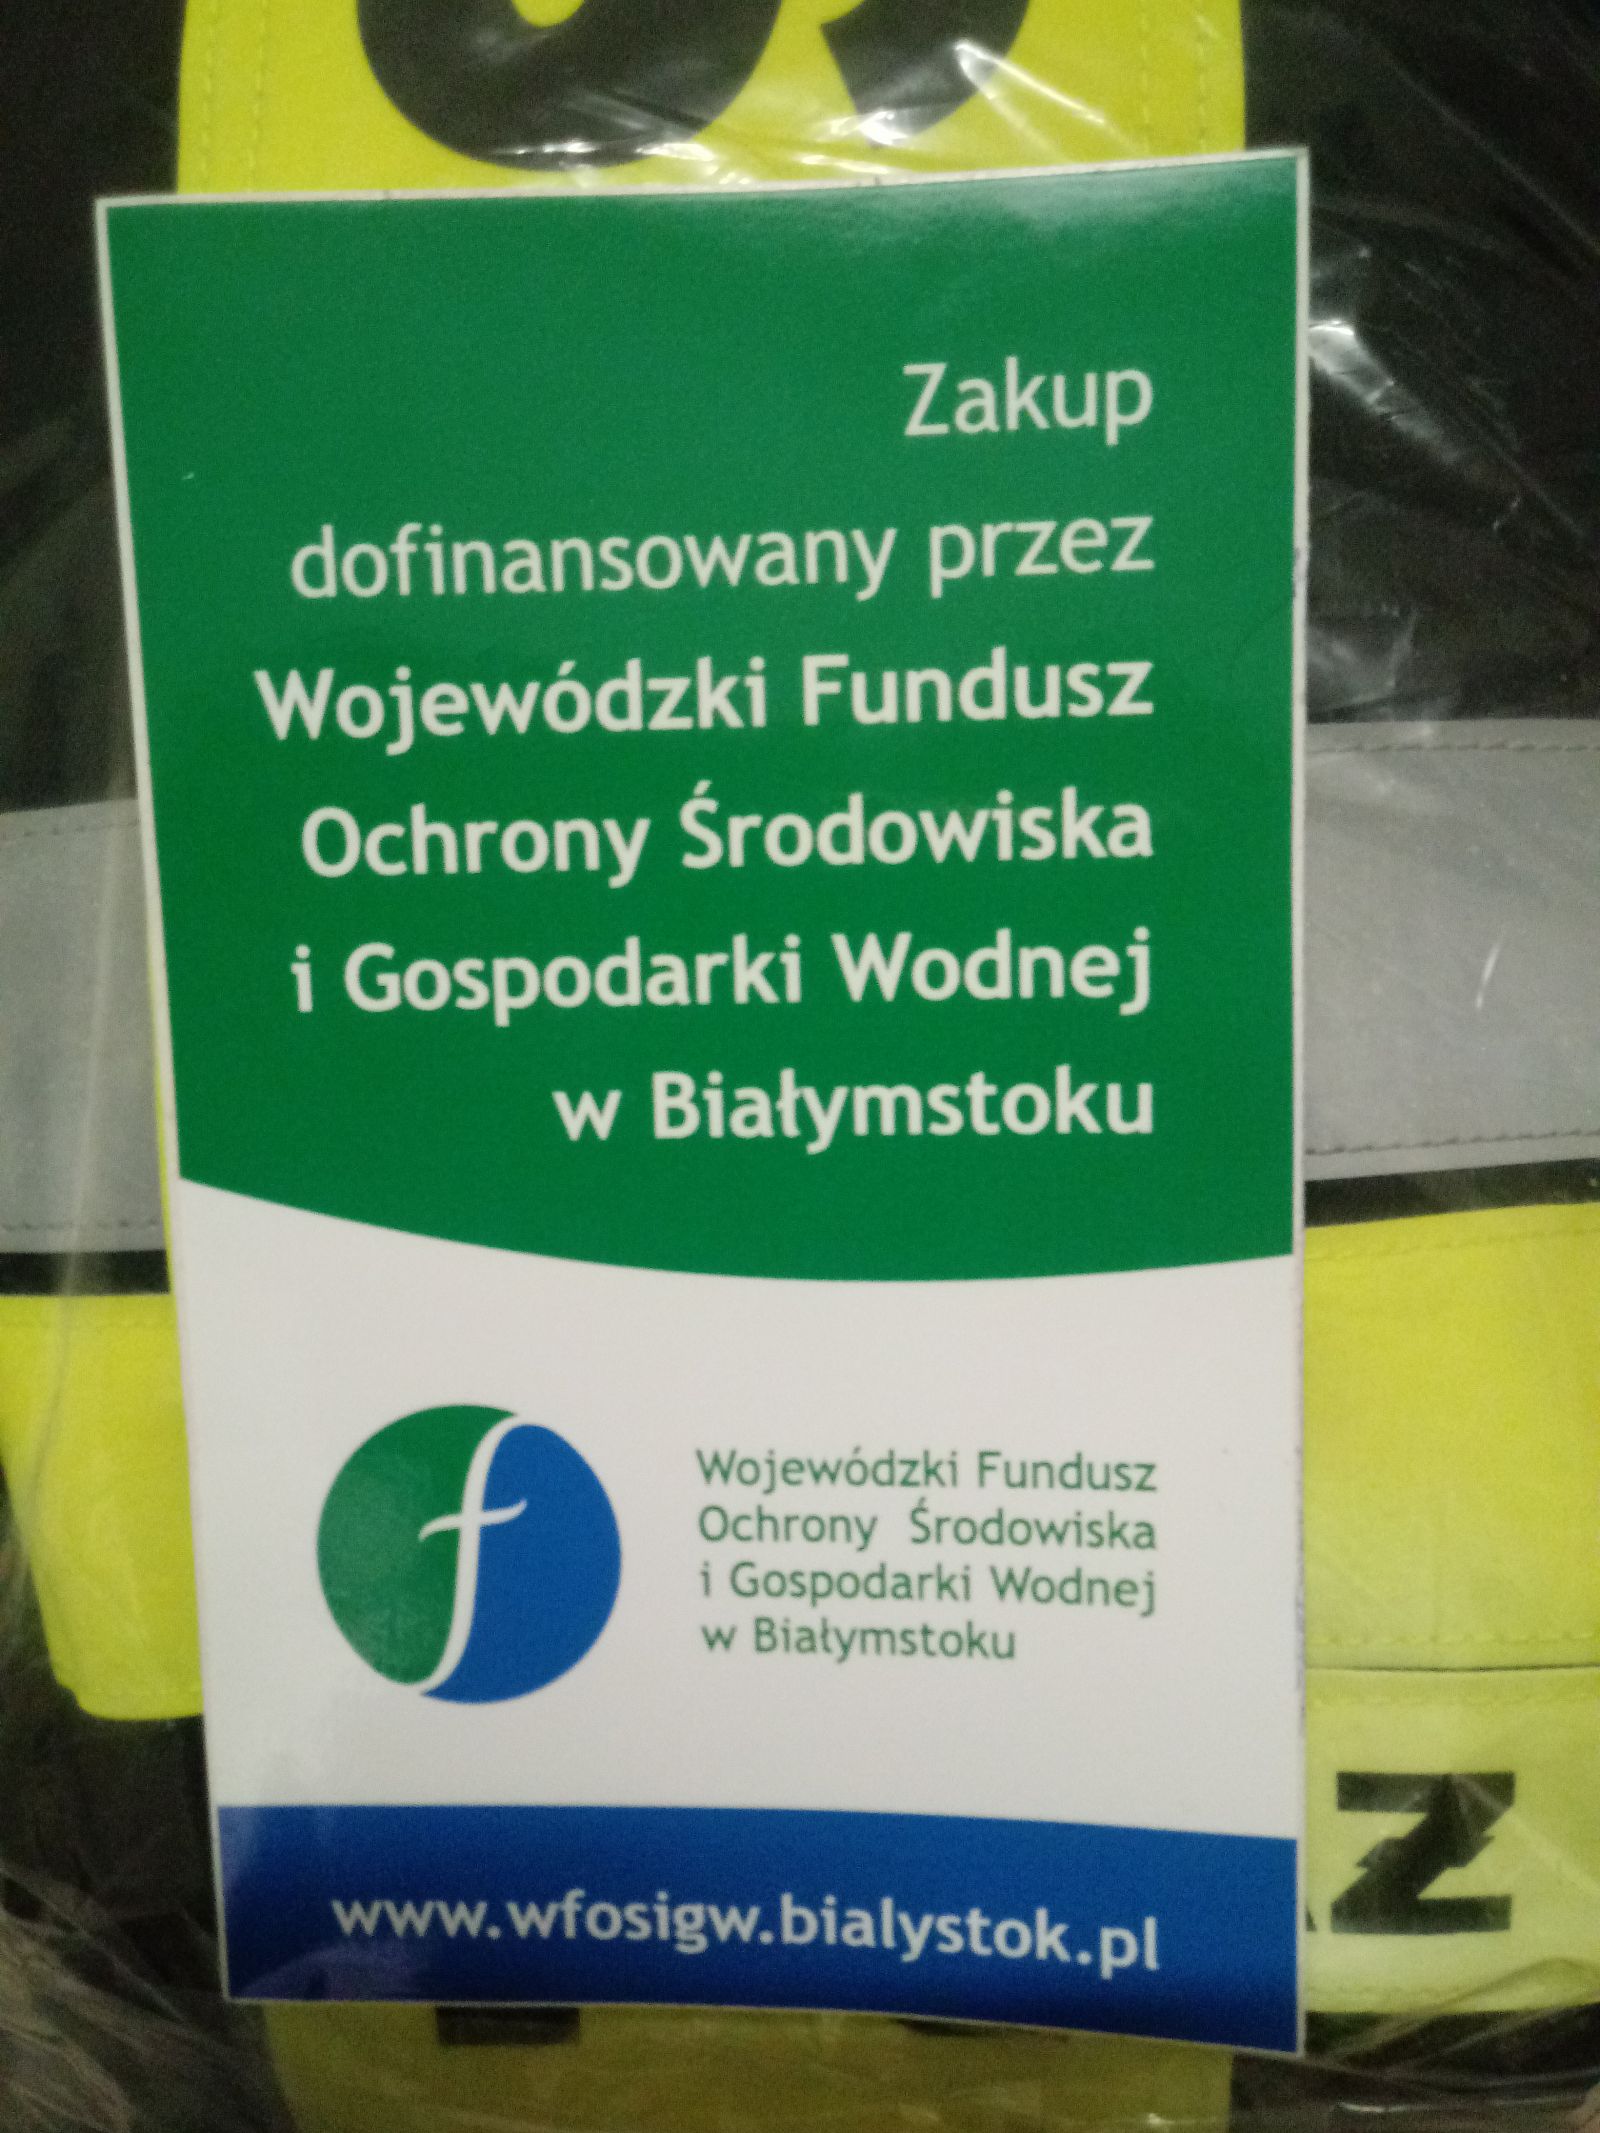 Zakup
dofinansowany przez
Wojewódzki Fundusz
Ochrony Środowiska
i Gospodarki Wodnej
w Białymstoku
Wojewódzki Fundusz
Ochrony Środowiska
i Gospodarki Wodnej
w Białymstoku
www.wfosigw.bialystok.pl